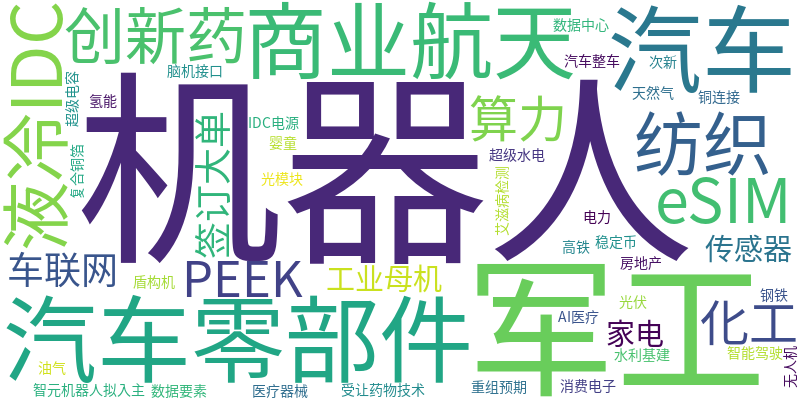 创新药
商业航天
数据中心
汽车
汽车整车
次新
液冷IDC
超级电容
脑机接口
氢能
机器人
天然气
铜连接
签订大单
IDC电源
婴童
算力
纺织
复合铜箔
光模块
超级水电
艾滋病检测
eSIM
电力
车联网
盾构机
PEEK
工业母机
高铁
稳定币
传感器
房地产
汽车零部件
军工
AI医疗
光伏
家电
化工
钢铁
水利基建
智能驾驶
无人机
油气
智元机器人拟入主
数据要素
医疗器械
受让药物技术
重组预期
消费电子